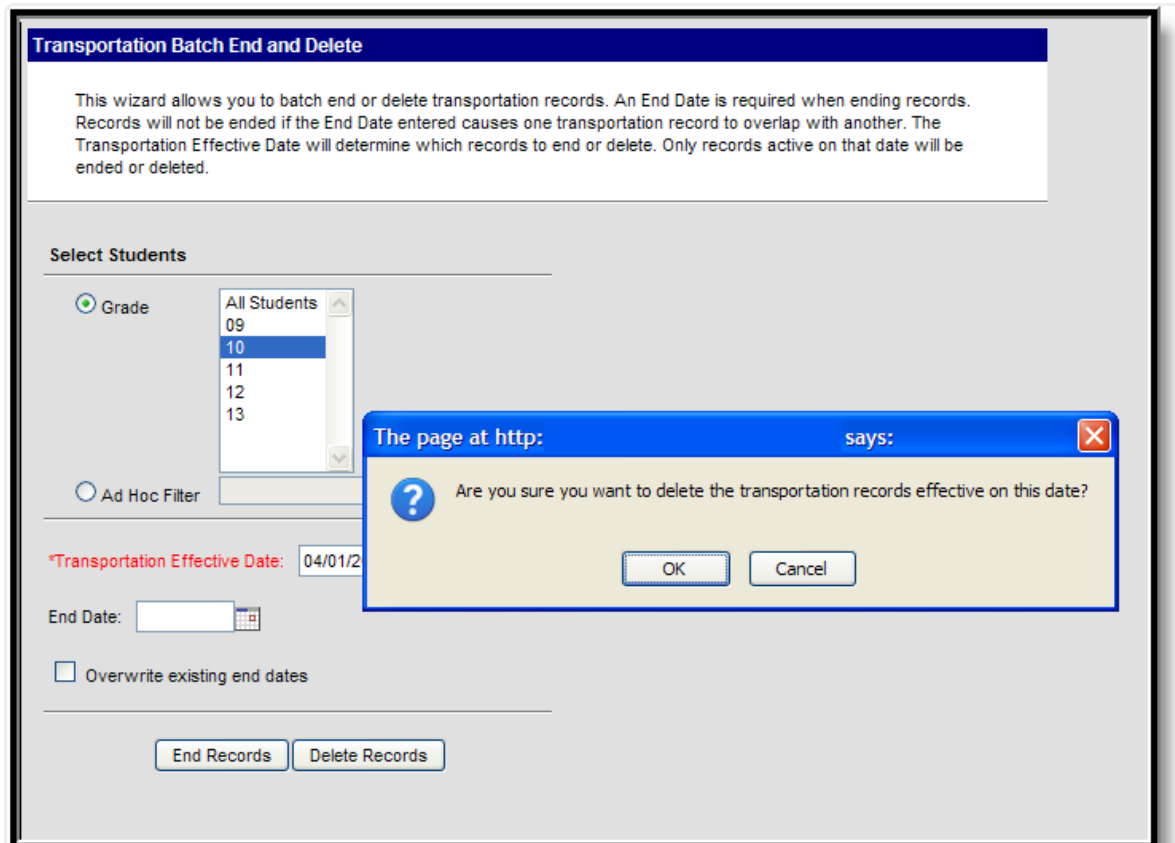 Transportation Batch End and Delete
This wizard allows you to batch end or delete transportation records. An End Date is required when ending records.
Records will not be ended if the End Date entered causes one transportation record to overlap with another. The
Transportation Effective Date will determine which records to end or delete. Only records active on that date will be
ended or deleted.
Select Students
Grade
All Students
09
10
11
12
13
The page at http: says:
Are you sure you want to delete the transportation records effective on this date?
OK Cancel
Ad Hoc Filter
*Transportation Effective Date: 04/01/2
End Date:
Overwrite existing end dates
End Records Delete Records